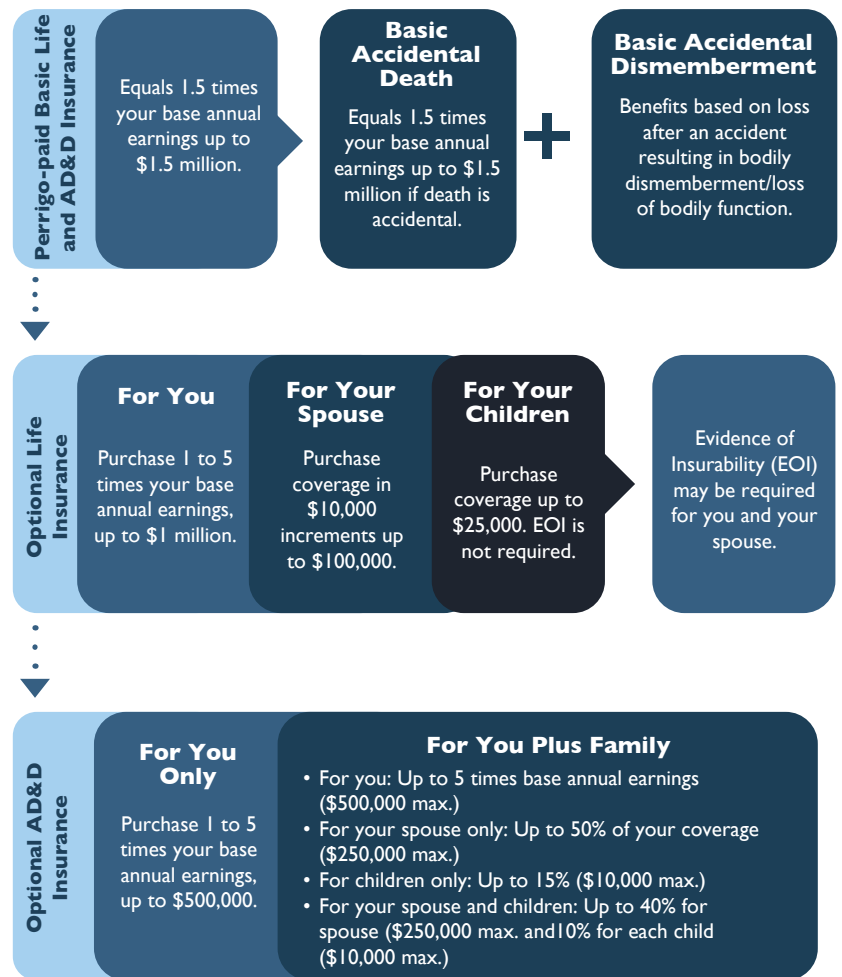 Perrigo-paid Basic Life
and AD&D Insurance
Equals 1.5 times
your base annual
earnings up to
$1.5 million.
Basic
Accidental
Death
Equals 1.5 times
your base annual
earnings up to $1.5
million if death is
accidental.
Basic Accidental
Dismemberment
Benefits based on loss
after an accident
resulting in bodily
dismemberment/loss
of bodily function.
Optional Life
Insurance
For You
Purchase 1 to 5
times your base
annual earnings,
up to $1 million.
For Your
Spouse
Purchase
coverage in
$10,000
increments up
to $100,000.
For Your
Children
Purchase
coverage up to
$25,000. EOI is
not required.
Evidence of
Insurability (EOI)
may be required
for you and your
spouse.
Optional AD&D
Insurance
For You
Only
Purchase 1 to 5
times your base
annual earnings,
up to $500,000.
For You Plus Family
• For you: Up to 5 times base annual earnings
($500,000 max.)
• For your spouse only: Up to 50% of your coverage
($250,000 max.)
• For children only: Up to 15% ($10,000 max.)
• For your spouse and children: Up to 40% for
spouse ($250,000 max. and10% for each child
($10,000 max.)